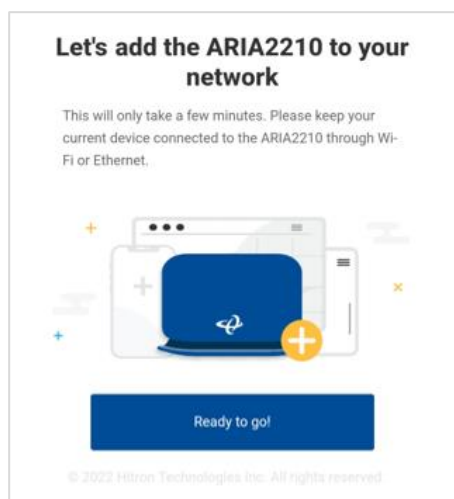 Let's add the ARIA2210 to your
network
This will only take a few minutes. Please keep your
current device connected to the ARIA2210 through Wi-
Fi or Ethernet.
Ready to go!
© 2022 Hitron Technologies Inc. All rights reserved